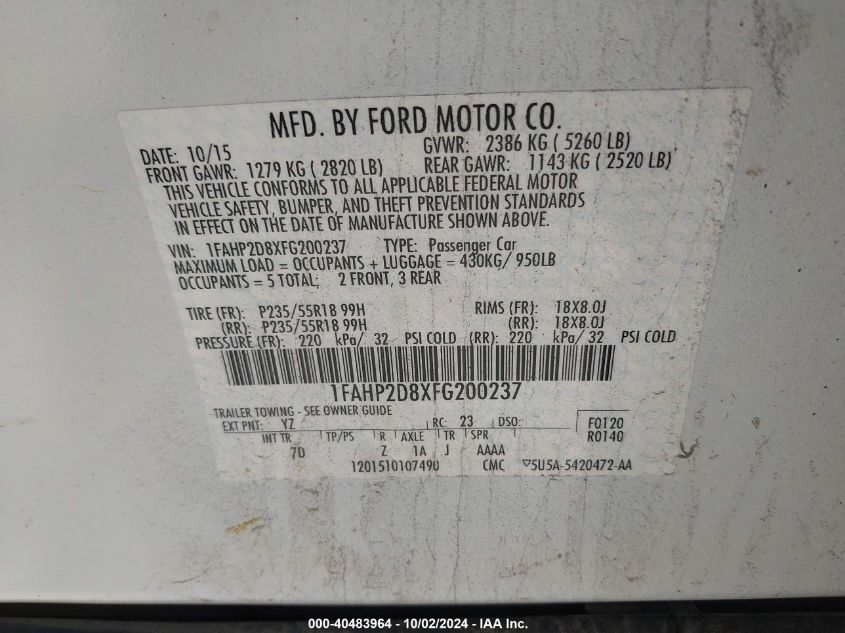 MFD. BY FORD MOTOR CO.
DATE: 10/15 GVWR: 2386 KG ( 5260 LB)
FRONT GAWR: 1279 KG ( 2820 LB) REAR GAWR: 1143 KG ( 2520 LB)
THIS VEHICLE CONFORMS TO ALL APPLICABLE FEDERAL MOTOR
VEHICLE SAFETY, BUMPER, AND THEFT PREVENTION STANDARDS
IN EFFECT ON THE DATE OF MANUFACTURE SHOWN ABOVE.
VIN: 1FAHP2D8XFG200237 TYPE: Passenger Car
MAXIMUM LOAD = OCCUPANTS + LUGGAGE = 430KG/ 950LB
OCCUPANTS = 5 TOTAL; 2 FRONT, 3 REAR
TIRE (FR): P235/55R18 99H RIMS (FR): 18X8.0J
(RR): P235/55R18 99H (RR): 18X8.0J
PRESSURE (FR): 220 kPa/ 32 PSI COLD (RR): 220 kPa/ 32 PSI COLD
1FAHP2D8XFG200237
TRAILER TOWING - SEE OWNER GUIDE
EXT PNT: YZ RC: 23 DSO: F0120
INT TR TP/PS R AXLE TR SPR R0140
7D Z 1A J AAAA
1201510107490 CMC ▽5U5A-5420472-AA
000-40483964 - 10/02/2024 - IAA Inc.